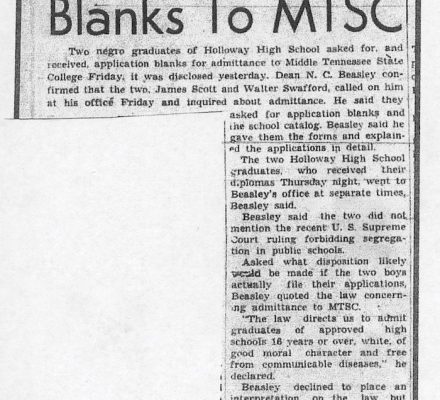 Blanks To MTSC
Two negro graduates of Holloway High School asked for, and
received, application blanks for admittance to Middle Tennessee State
College Friday, it was disclosed yesterday. Dean N. C. Beasley con-
firmed that the two, James Scott and Walter Swafford, called on him
at his office Friday and inquired about admittance. He said they
asked for application blanks and
the school catalog. Beasley said he
gave them the forms and explain-
ed the applications in detail.
The two Holloway High School
graduates, who received their
diplomas Thursday night, went to
Beasley's office at separate times,
Beasley said.
Beasley said the two did not
mention the recent U. S. Supreme
Court ruling forbidding segrega-
tion in public schools.
Asked what disposition likely
would be made if the two boys
actually file their applications,
Beasley quoted the law concern-
ing admittance to MTSC.
"The law directs us to admit
graduates of approved high
schools 16 years or over, white, of
good moral character and free
from communicable diseases," he
declared.
Beasley declined to place an
interpretation on the law but